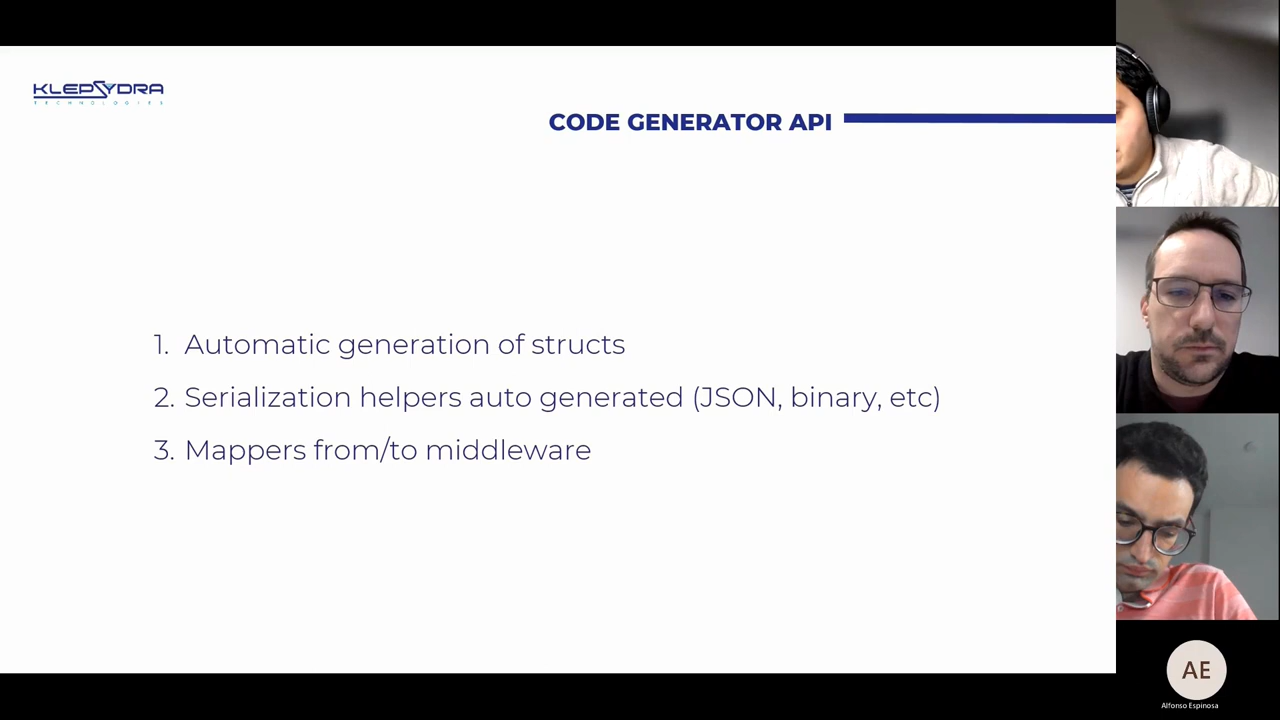 KLEPSYDRA
TECHNOLOGIES
CODE GENERATOR API
1. Automatic generation of structs
2. Serialization helpers auto generated (JSON, binary, etc)
3. Mappers from/to middleware
AE
Alfonso Espinosa